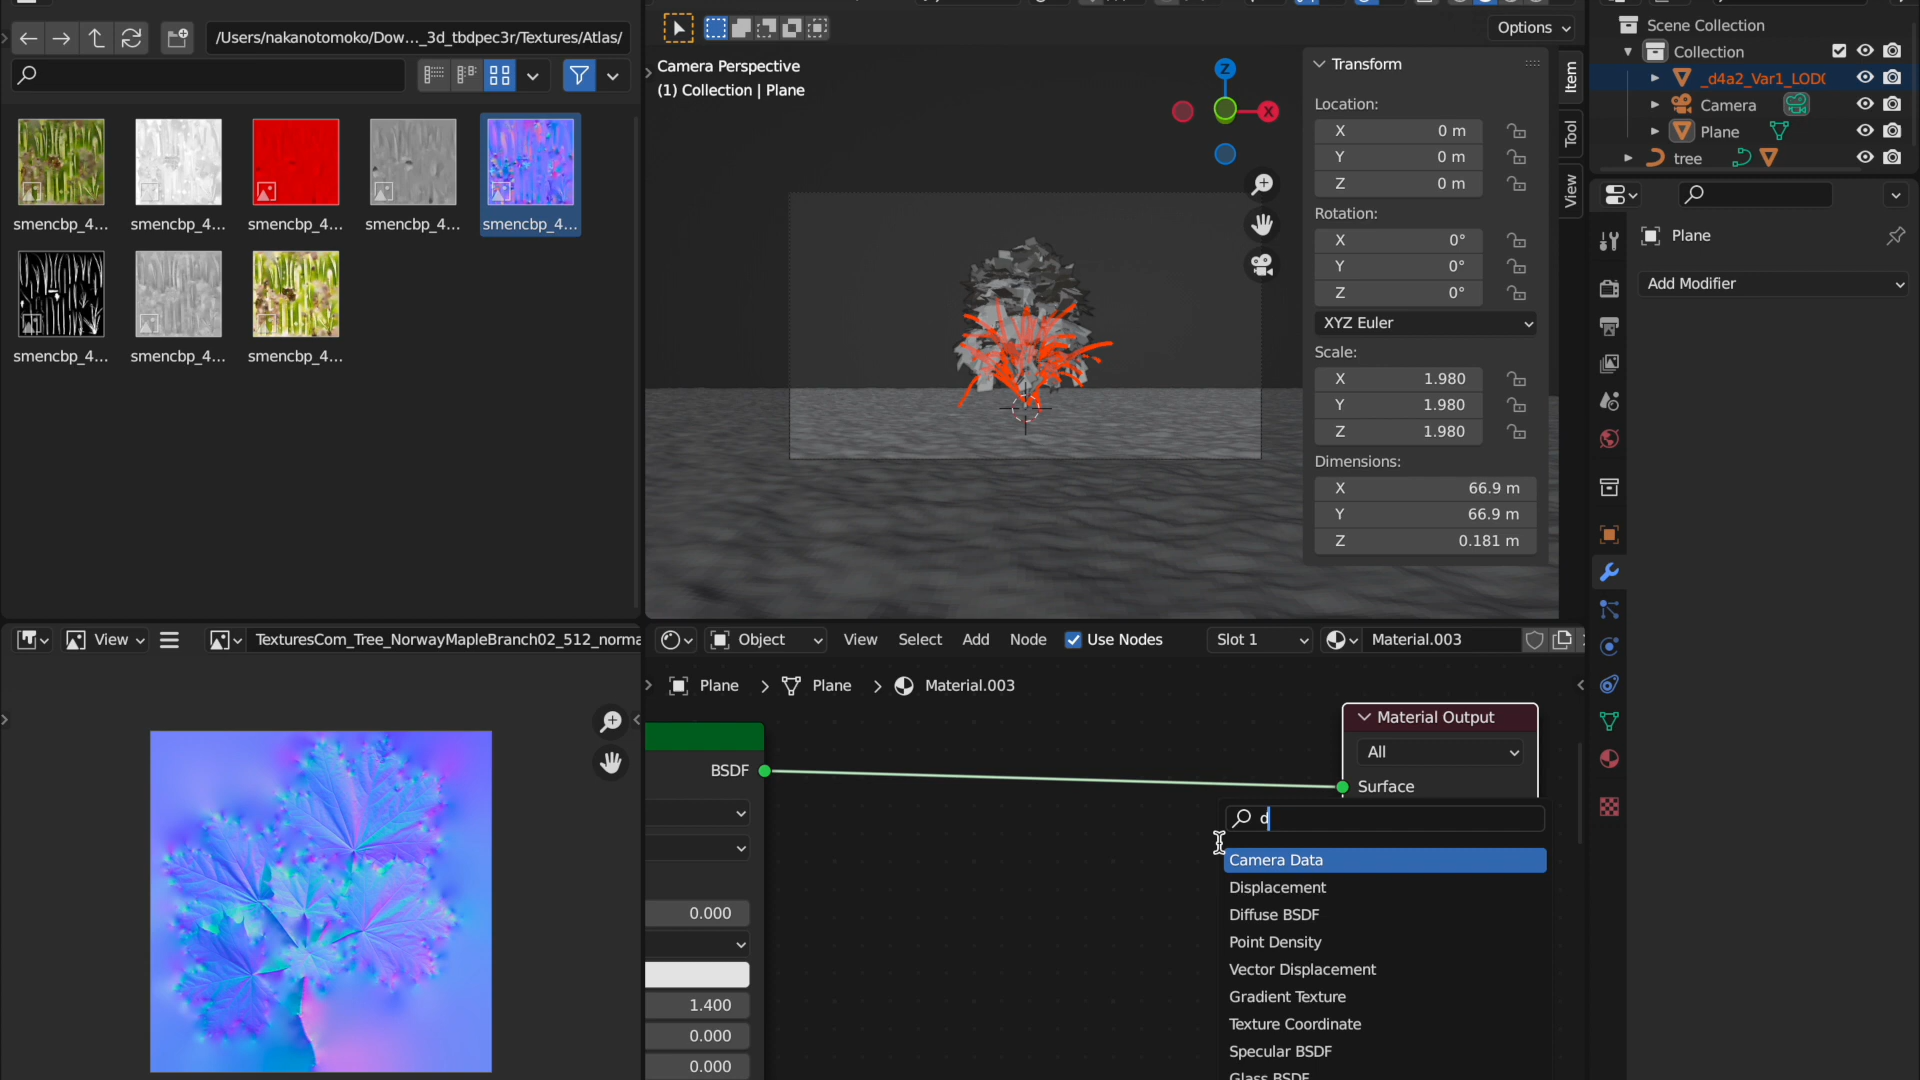 /Users/nakanotomoko/Dow..._3d_tbdpec3r/Textures/Atlas/
smencbp_4...
smencbp_4...
smencbp_4...
smencbp_4...
smencbp_4...
smencbp_4...
smencbp_4...
smencbp_4...
Options
Camera Perspective
(1) Collection | Plane
Z
X
Transform
Location:
X 0 m
Y 0 m
Z 0 m
Rotation:
X 0°
Y 0°
Z 0°
XYZ Euler
Scale:
X 1.980
Y 1.980
Z 1.980
Dimensions:
X 66.9 m
Y 66.9 m
Z 0.181 m
Item
Tool
View
Scene Collection
Collection
_d4a2_Var1_LOD(
Camera
Plane
tree
Plane
Add Modifier
View
TexturesCom_Tree_NorwayMapleBranch02_512_norma
Object
View
Select
Add
Node
Use Nodes
Slot 1
Material.003
Plane
Plane
Material.003
BSDF
0.000
1.400
0.000
0.000
Material Output
All
Surface
d
Camera Data
Displacement
Diffuse BSDF
Point Density
Vector Displacement
Gradient Texture
Texture Coordinate
Specular BSDF
Glass BSDF